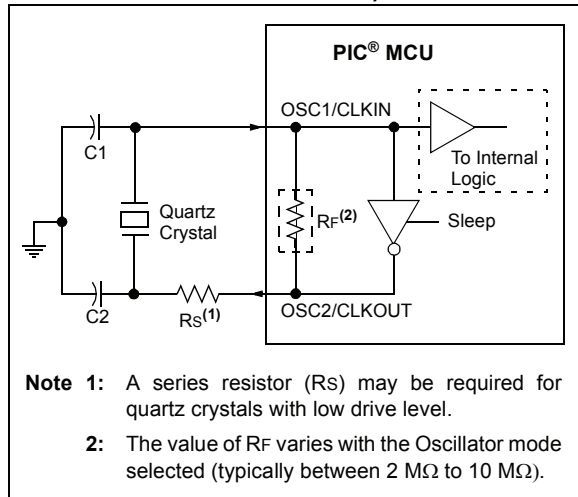 PIC® MCU
OSC1/CLKIN
C1
To Internal
Logic
Quartz
Crystal
RF(2)
Sleep
C2
RS(1)
OSC2/CLKOUT
Note 1: A series resistor (RS) may be required for
quartz crystals with low drive level.
2: The value of RF varies with the Oscillator mode
selected (typically between 2 MΩ to 10 MΩ).